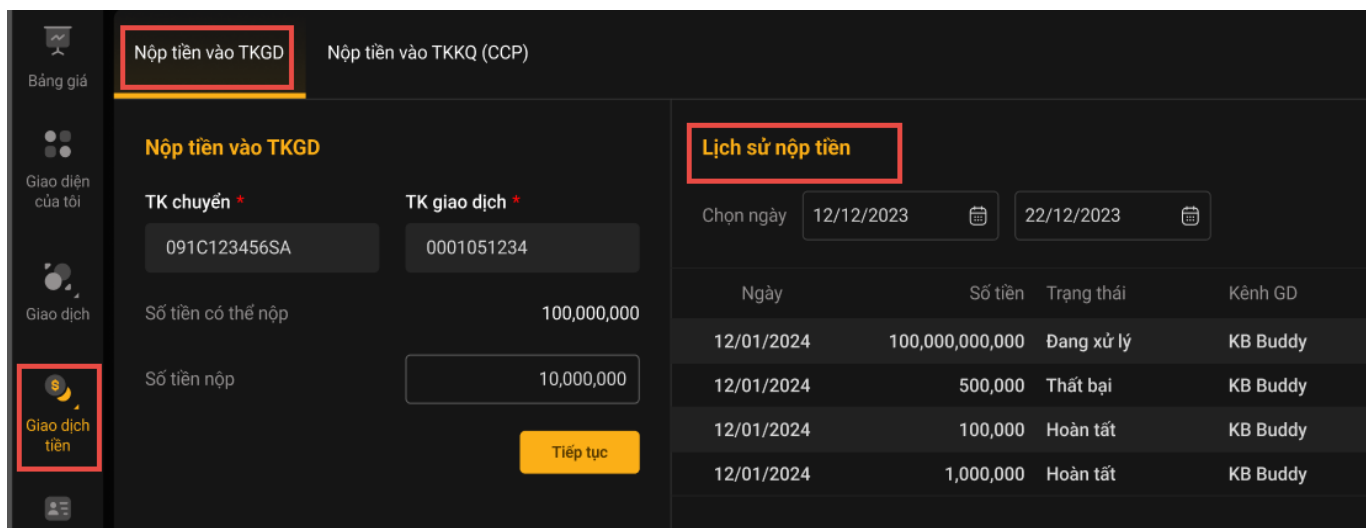 Bảng giá
Giao diện
của tôi
Giao dịch
Giao dịch
tiền
Nộp tiền vào TKGD Nộp tiền vào TKKQ (CCP)
Nộp tiền vào TKGD
TK chuyển * TK giao dịch *
091C123456SA 0001051234
Số tiền có thể nộp 100,000,000
Số tiền nộp 10,000,000
Tiếp tục
Lịch sử nộp tiền
Chọn ngày 12/12/2023 22/12/2023
Ngày Số tiền Trạng thái Kênh GD
12/01/2024 100,000,000,000 Đang xử lý KB Buddy
12/01/2024 500,000 Thất bại KB Buddy
12/01/2024 100,000 Hoàn tất KB Buddy
12/01/2024 1,000,000 Hoàn tất KB Buddy